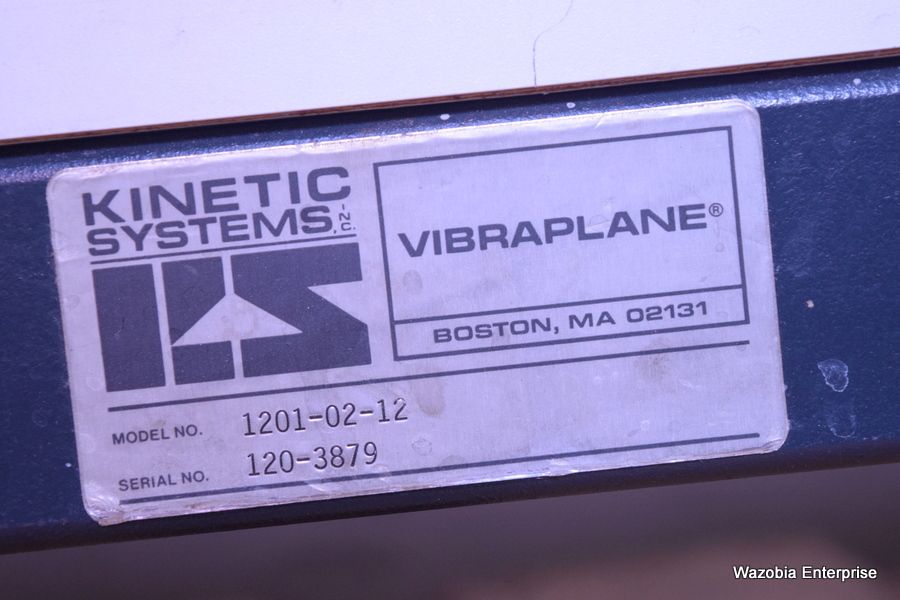 KINETIC
SYSTEMS, INC.
VIBRAPLANE®
BOSTON, MA 02131
MODEL NO. 1201-02-12
SERIAL NO. 120-3879
Wazobia Enterprise